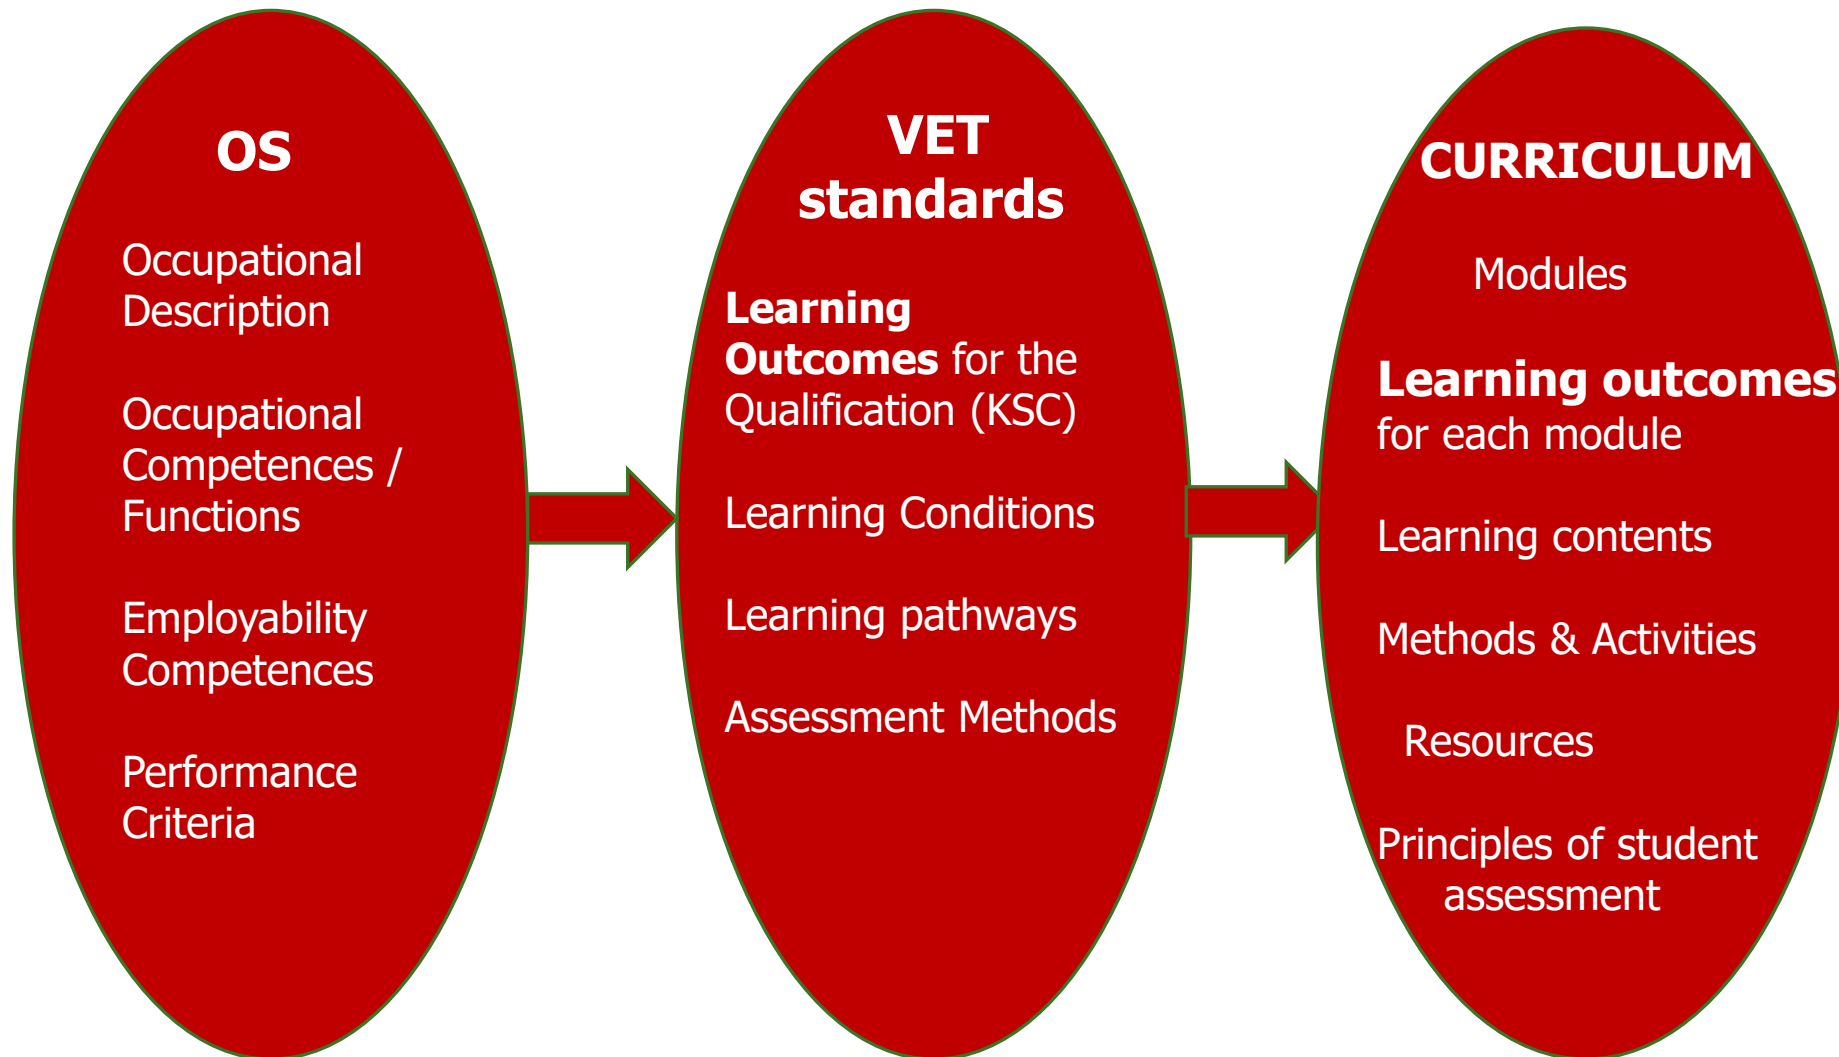 OS
Occupational
Description
Occupational
Competences /
Functions
Employability
Competences
Performance
Criteria
VET
standards
Learning
Outcomes for the
Qualification (KSC)
Learning Conditions
Learning pathways
Assessment Methods
CURRICULUM
Modules
Learning outcomes
for each module
Learning contents
Methods & Activities
Resources
Principles of student
assessment